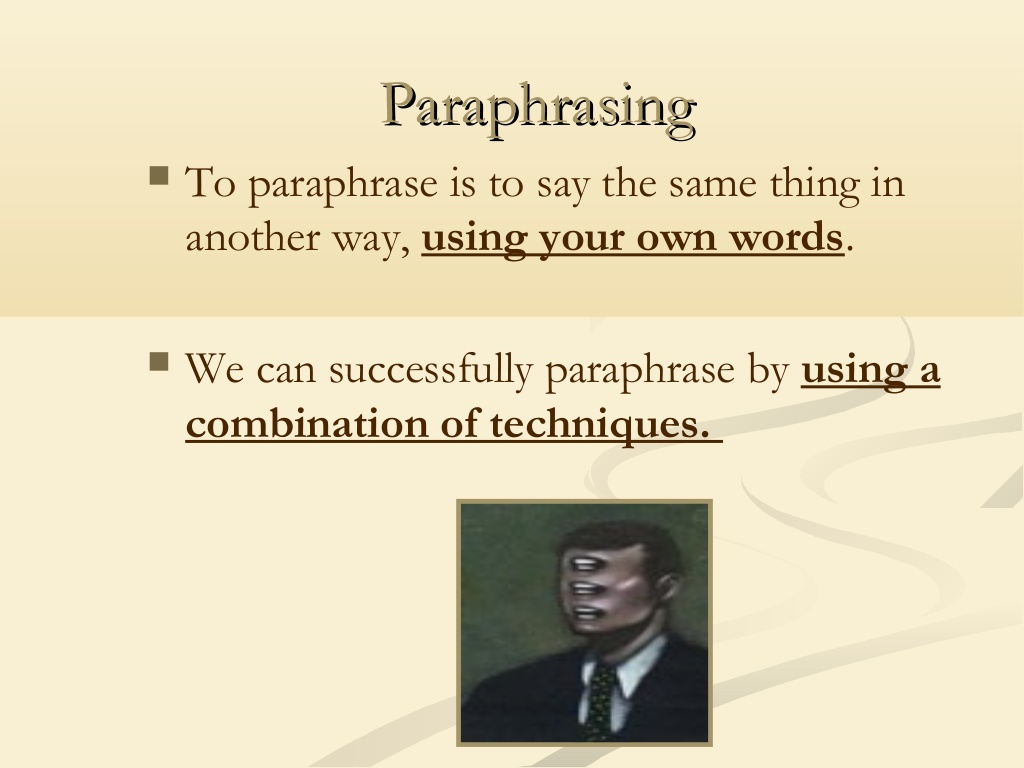 Paraphrasing
To paraphrase is to say the same thing in
another way, using your own words.
We can successfully paraphrase by using a
combination of techniques.